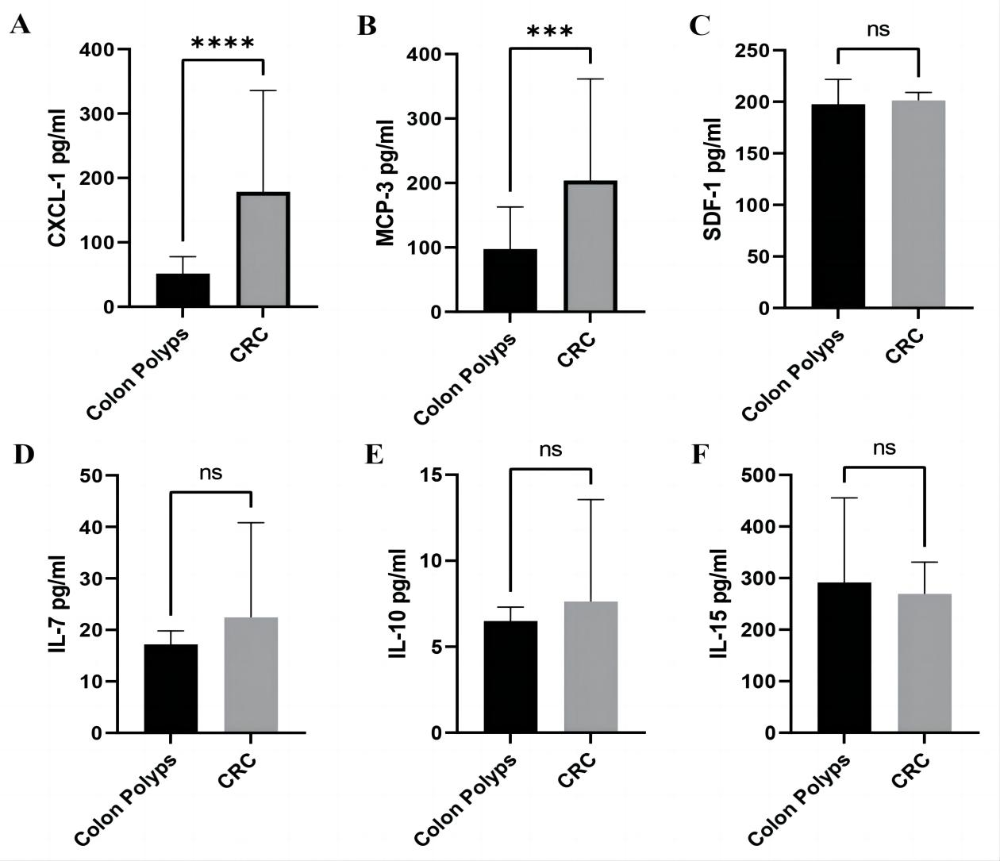 A
****
CXCL-1 pg/ml
400
300
200
100
0
Colon Polyps
CRC
B
***
MCP-3 pg/ml
400
300
200
100
0
Colon Polyps
CRC
C
ns
SDF-1 pg/ml
250
200
150
100
50
0
Colon Polyps
CRC
D
ns
IL-7 pg/ml
50
40
30
20
10
0
Colon Polyps
CRC
E
ns
IL-10 pg/ml
15
10
5
0
Colon Polyps
CRC
F
ns
IL-15 pg/ml
500
400
300
200
100
0
Colon Polyps
CRC